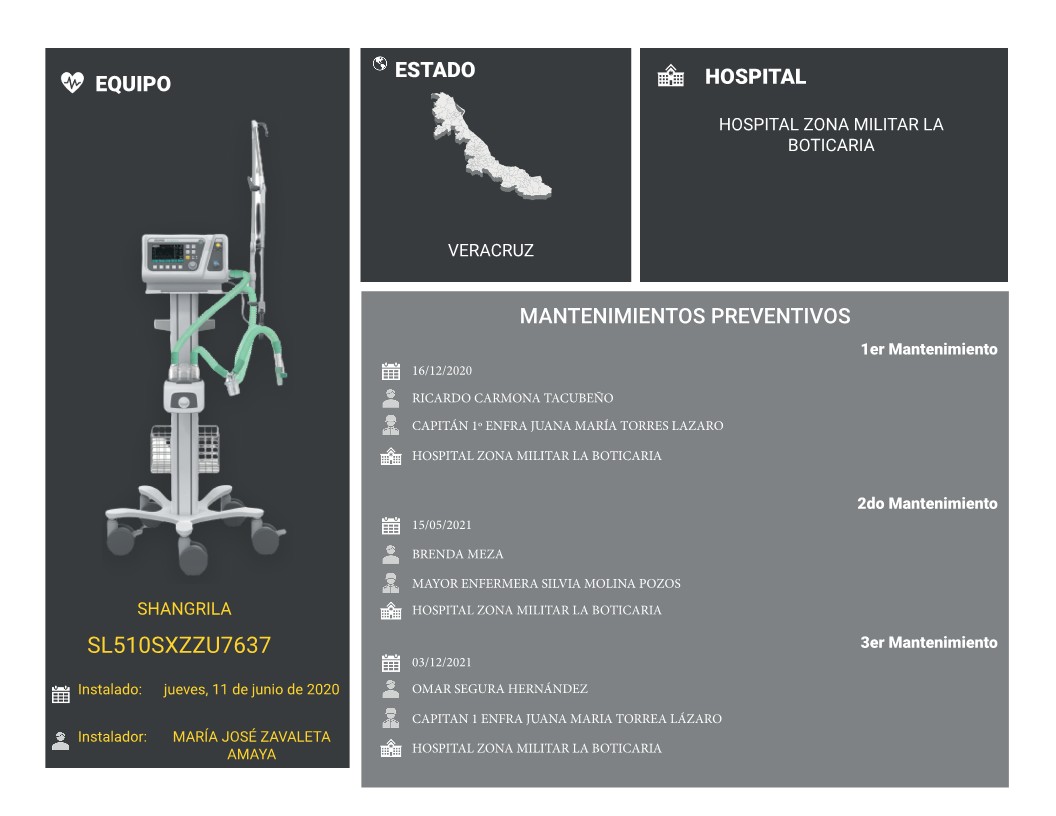 EQUIPO
SHANGRILA
SL510SXZZU7637
Instalado: jueves, 11 de junio de 2020
Instalador: MARÍA JOSÉ ZAVALETA
AMAYA
ESTADO
VERACRUZ
HOSPITAL
HOSPITAL ZONA MILITAR LA
BOTICARIA
MANTENIMIENTOS PREVENTIVOS
1er Mantenimiento
16/12/2020
RICARDO CARMONA TACUBEÑO
CAPITÁN 1º ENFRA JUANA MARÍA TORRES LAZARO
HOSPITAL ZONA MILITAR LA BOTICARIA
2do Mantenimiento
15/05/2021
BRENDA MEZA
MAYOR ENFERMERA SILVIA MOLINA POZOS
HOSPITAL ZONA MILITAR LA BOTICARIA
3er Mantenimiento
03/12/2021
OMAR SEGURA HERNÁNDEZ
CAPITAN 1 ENFRA JUANA MARIA TORREA LÁZARO
HOSPITAL ZONA MILITAR LA BOTICARIA